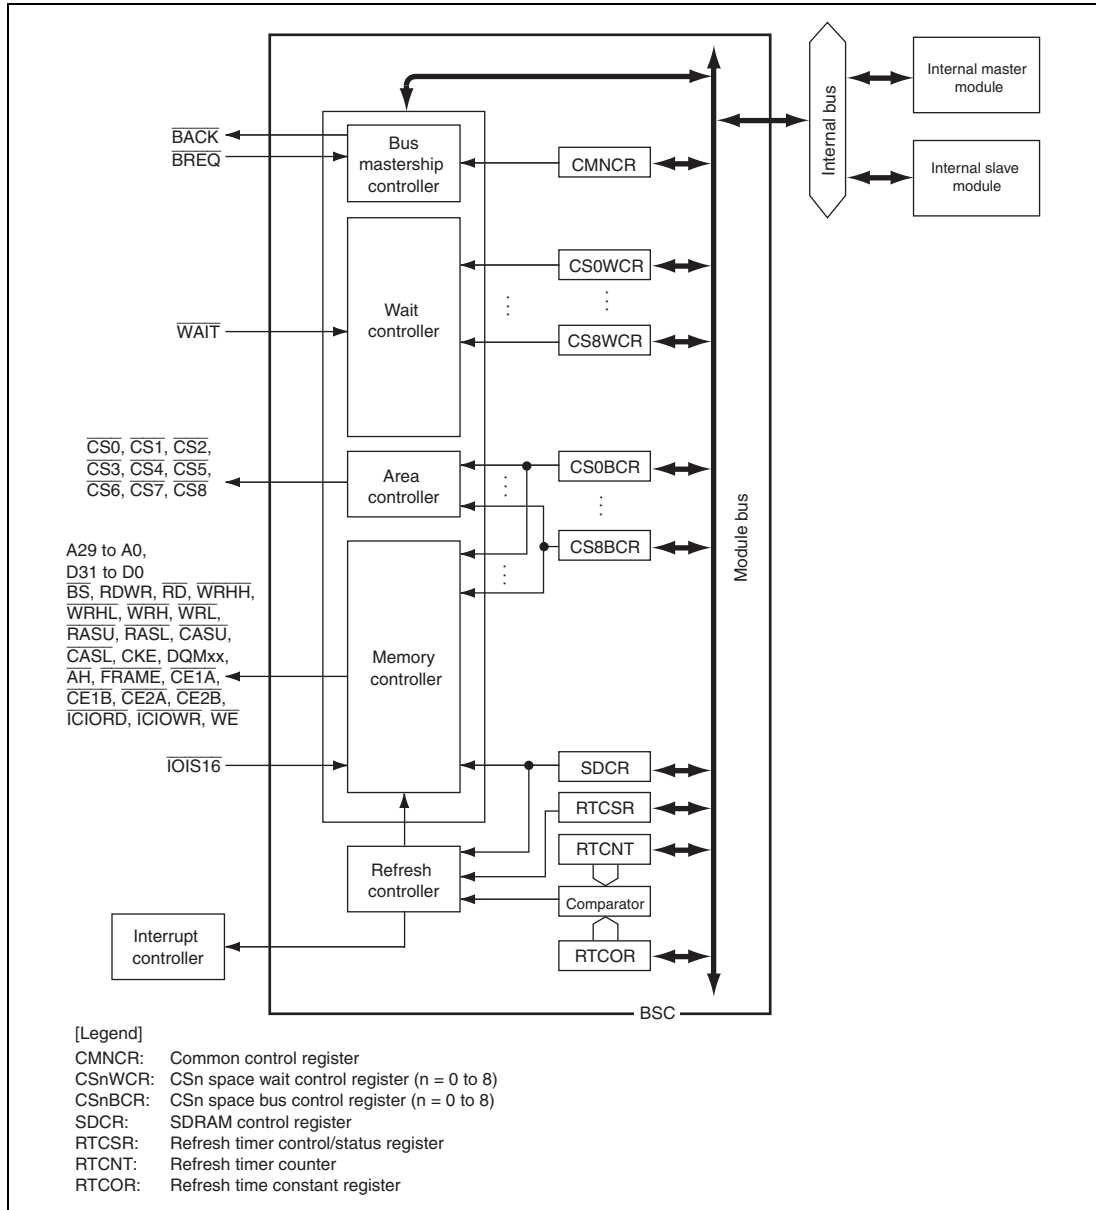 BACK
BREQ
Bus
mastership
controller
CMNCR
Internal bus
Internal master
module
Internal slave
module
WAIT
Wait
controller
CS0WCR
CS8WCR
CS0, CS1, CS2,
CS3, CS4, CS5,
CS6, CS7, CS8
Area
controller
CS0BCR
CS8BCR
Module bus
A29 to A0,
D31 to D0
BS, RDWR, RD, WRHH,
WRHL, WRH, WRL,
RASU, RASL, CASU,
CASL, CKE, DQMxx,
AH, FRAME, CE1A,
CE1B, CE2A, CE2B,
ICIORD, ICIOWR, WE
Memory
controller
IOIS16
SDCR
RTCSR
RTCNT
Comparator
RTCOR
Refresh
controller
Interrupt
controller
BSC
[Legend]
CMNCR: Common control register
CSnWCR: CSn space wait control register (n = 0 to 8)
CSnBCR: CSn space bus control register (n = 0 to 8)
SDCR: SDRAM control register
RTCSR: Refresh timer control/status register
RTCNT: Refresh timer counter
RTCOR: Refresh time constant register